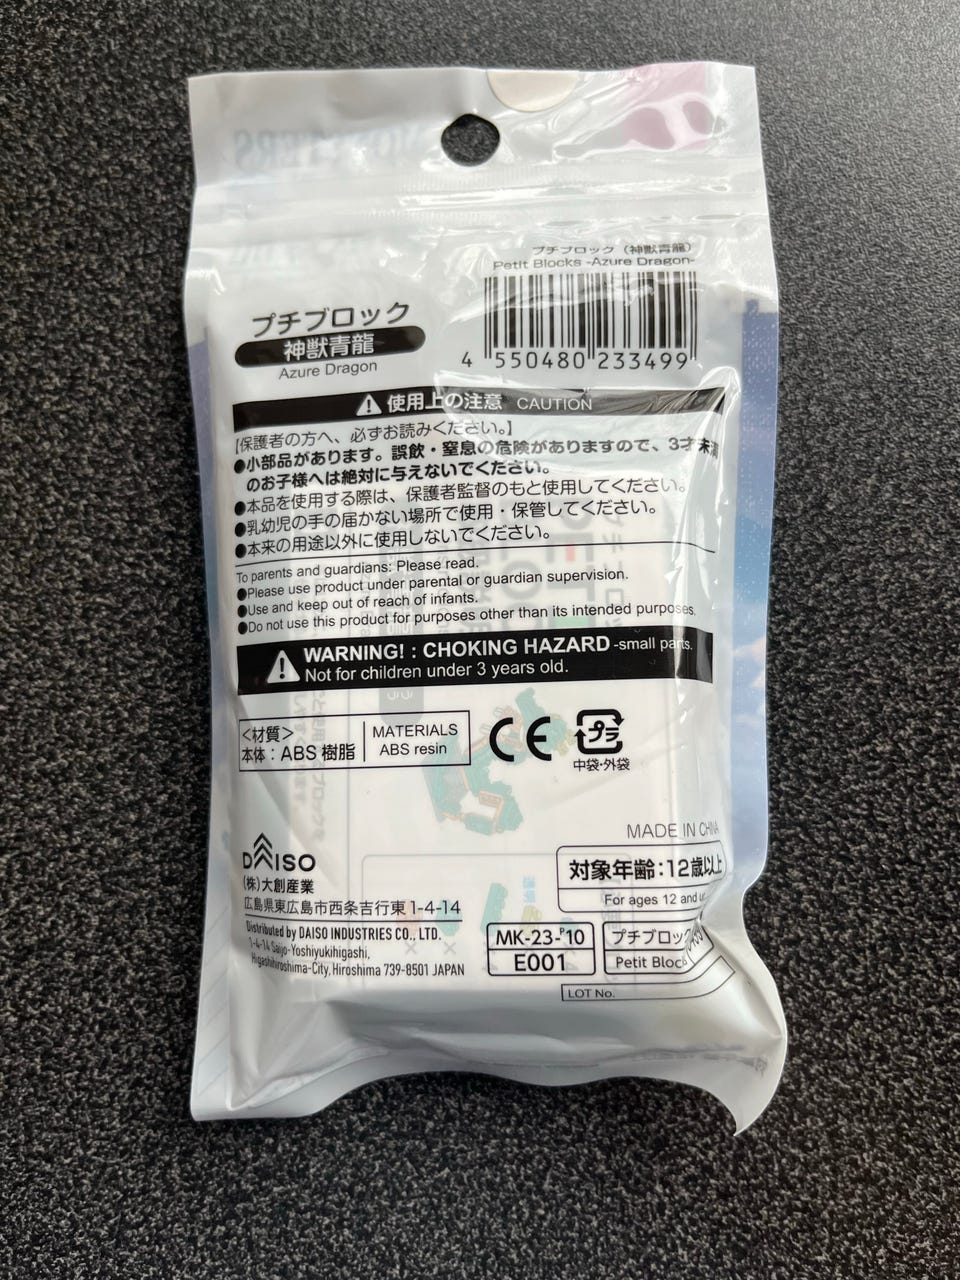 プチブロック（神獣青龍）
Petit Blocks -Azure Dragon-
4 550480 233499
プチブロック
神獣青龍
Azure Dragon
使用上の注意 CAUTION
【保護者の方へ、必ずお読みください。】
●小部品があります。誤飲・窒息の危険がありますので、3才未満
のお子様へは絶対に与えないでください。
●本品を使用する際は、保護者監督のもと使用してください。
●乳幼児の手の届かない場所で使用・保管してください。
●本来の用途以外に使用しないでください。
To parents and guardians: Please read.
●Please use product under parental or guardian supervision.
●Use and keep out of reach of infants.
●Do not use this product for purposes other than its intended purposes.
WARNING! : CHOKING HAZARD -small parts.
Not for children under 3 years old.
＜材質＞
本体：ABS 樹脂
MATERIALS
ABS resin
CE
プラ
中袋・外袋
MADE IN CHINA
DAISO
(株)大創産業
広島県東広島市西条吉行東 1-4-14
Distributed by DAISO INDUSTRIES CO., LTD.
1-4-14 Saijo-Yoshiyukihigashi,
Higashihiroshima-City, Hiroshima 739-8501 JAPAN
対象年齢：12歳以上
For ages 12 and
MK-23-P10
E001
プチブロック
Petit Block
LOT No.